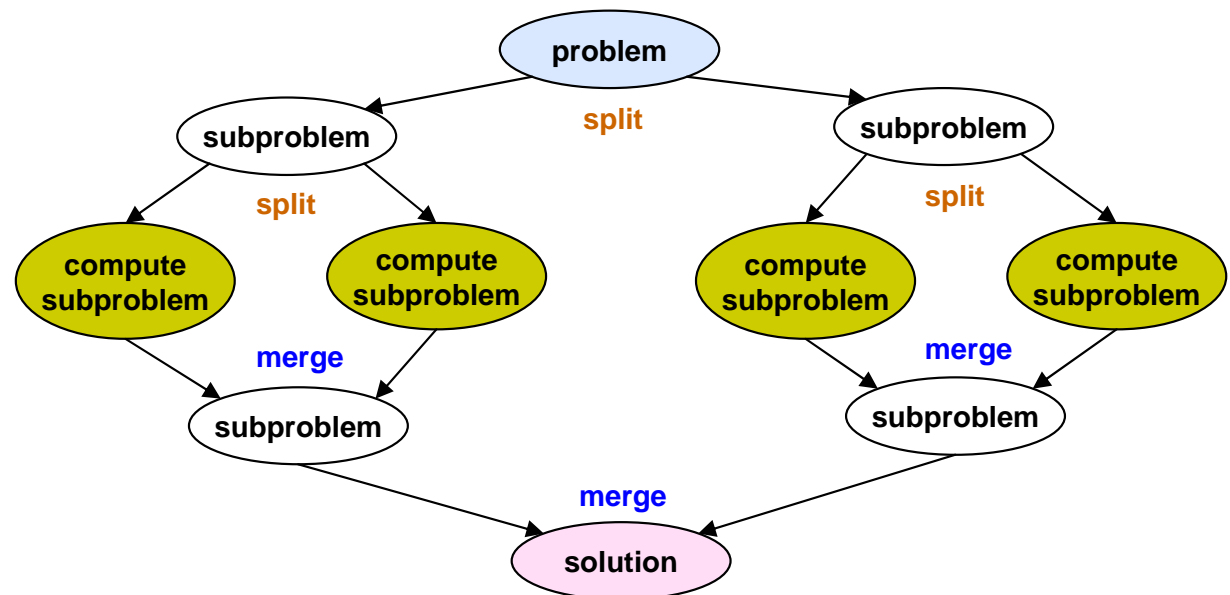 problem
split
subproblem
subproblem
split
split
compute
subproblem
compute
subproblem
compute
subproblem
compute
subproblem
merge
merge
subproblem
subproblem
merge
solution